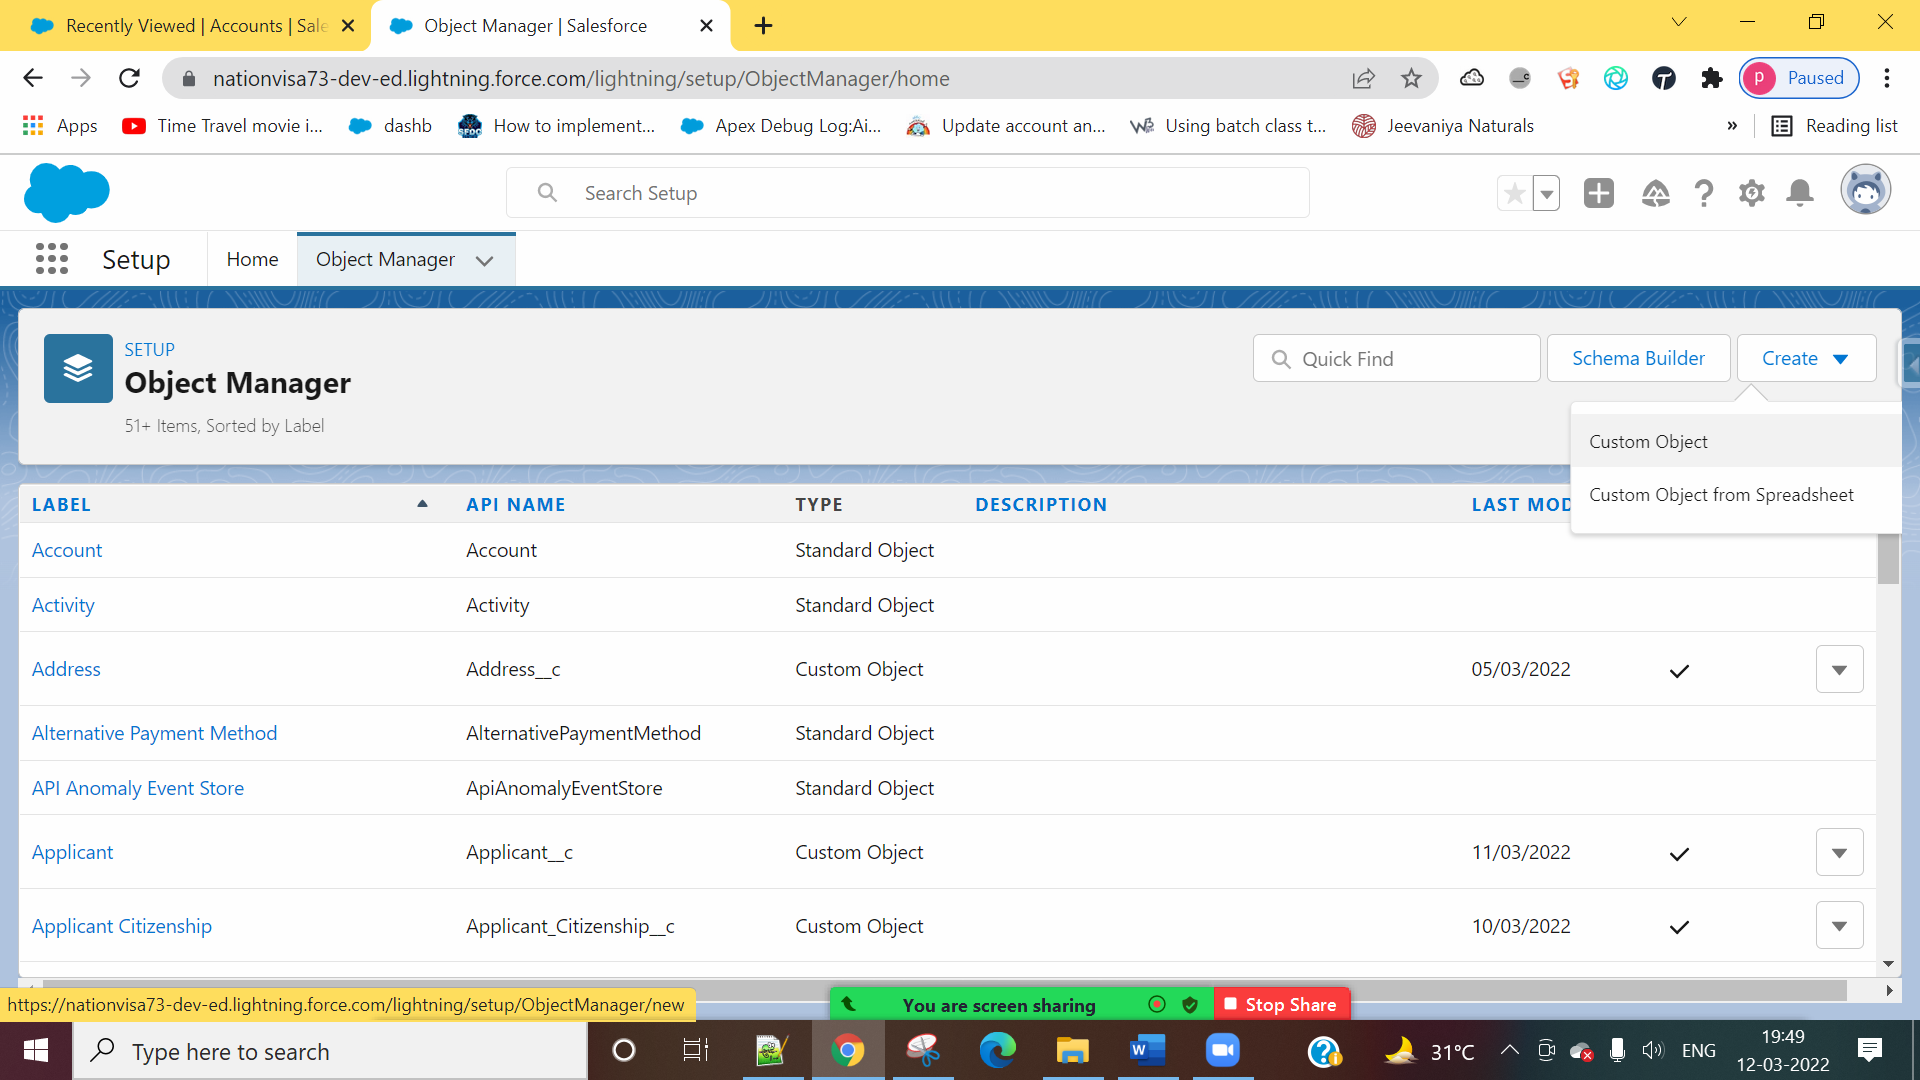 Recently Viewed | Accounts | Sale
Object Manager | Salesforce
nationvisa73-dev-ed.lightning.force.com/lightning/setup/ObjectManager/home
P Paused
Apps
Time Travel movie i...
dashb
How to implement...
Apex Debug Log:Ai...
Update account an...
Using batch class t...
Jeevaniya Naturals
»
Reading list
Search Setup
Setup
Home
Object Manager
SETUP
Object Manager
51+ Items, Sorted by Label
Quick Find
Schema Builder
Create
Custom Object
Custom Object from Spreadsheet
LABEL API NAME TYPE DESCRIPTION LAST MOD
Account Account Standard Object
Activity Activity Standard Object
Address Address__c Custom Object 05/03/2022
Alternative Payment Method AlternativePaymentMethod Standard Object
API Anomaly Event Store ApiAnomalyEventStore Standard Object
Applicant Applicant__c Custom Object 11/03/2022
Applicant Citizenship Applicant_Citizenship__c Custom Object 10/03/2022
https://nationvisa73-dev-ed.lightning.force.com/lightning/setup/ObjectManager/new
You are screen sharing
Stop Share
Type here to search
31°C
ENG
19:49
12-03-2022